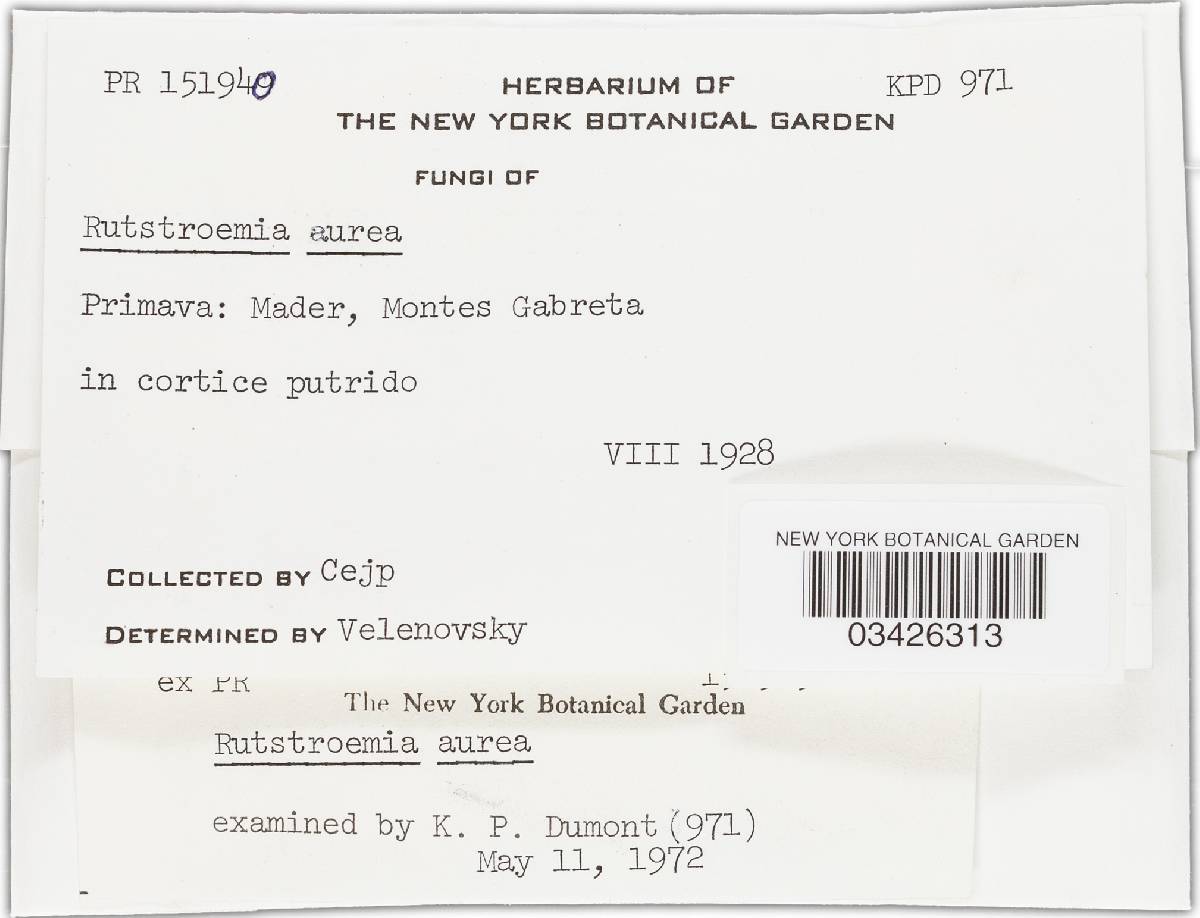 PR 151940
HERBARIUM OF
KPD 971
THE NEW YORK BOTANICAL GARDEN
FUNGI OF
Rutstroemia aurea
Primava: Mader, Montes Gabreta
in cortice putrido
VIII 1928
NEW YORK BOTANICAL GARDEN
03426313
COLLECTED BY Cejp
DETERMINED BY Velenovsky
ex PR
The New York Botanical Garden
Rutstroemia aurea
examined by K. P. Dumont (971)
May 11, 1972